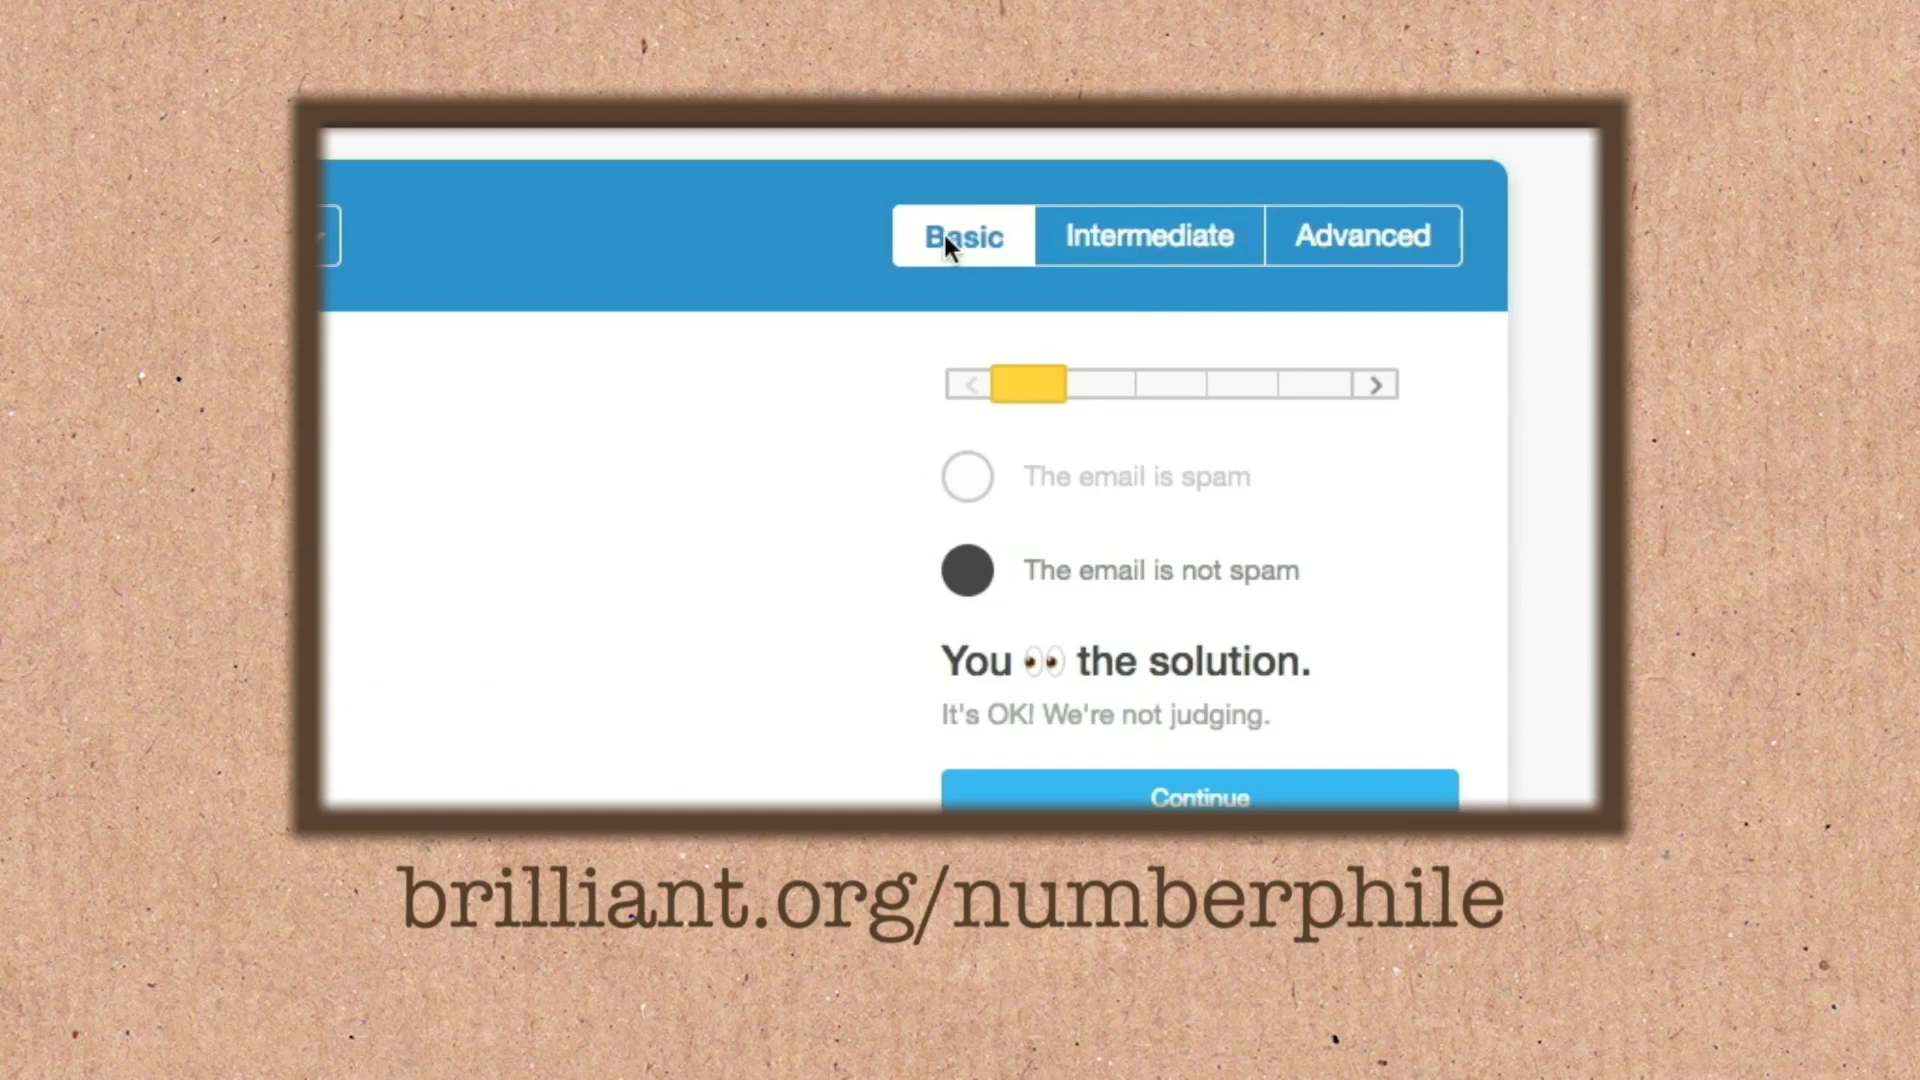 Basic Intermediate Advanced
The email is spam
The email is not spam
You 👀 the solution.
It's OK! We're not judging.
Continue
brilliant.org/numberphile